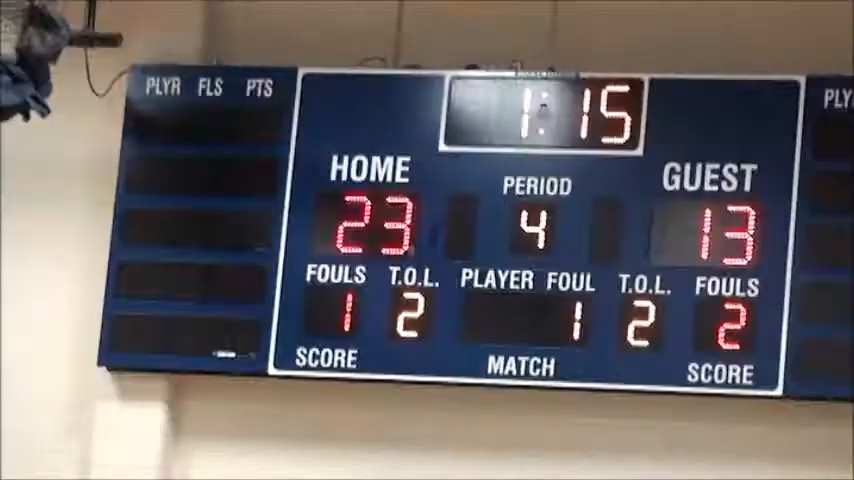 PLYR FLS PTS
1:15
PLY
HOME PERIOD GUEST
23 4 13
FOULS T.O.L. PLAYER FOUL T.O.L. FOULS
1 2 1 2 2
SCORE MATCH SCORE